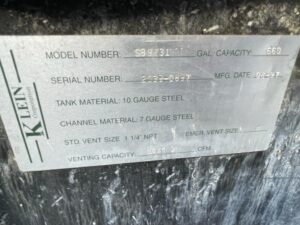 KLEIN
MODEL NUMBER: GAL. CAPACITY: 660
SERIAL NUMBER: MFG. DATE
TANK MATERIAL: 10 GAUGE STEEL
CHANNEL MATERIAL: 7 GAUGE STEEL
STD. VENT SIZE: 1 1/4" NPT EMER. VENT SIZE:
VENTING CAPACITY: CFM